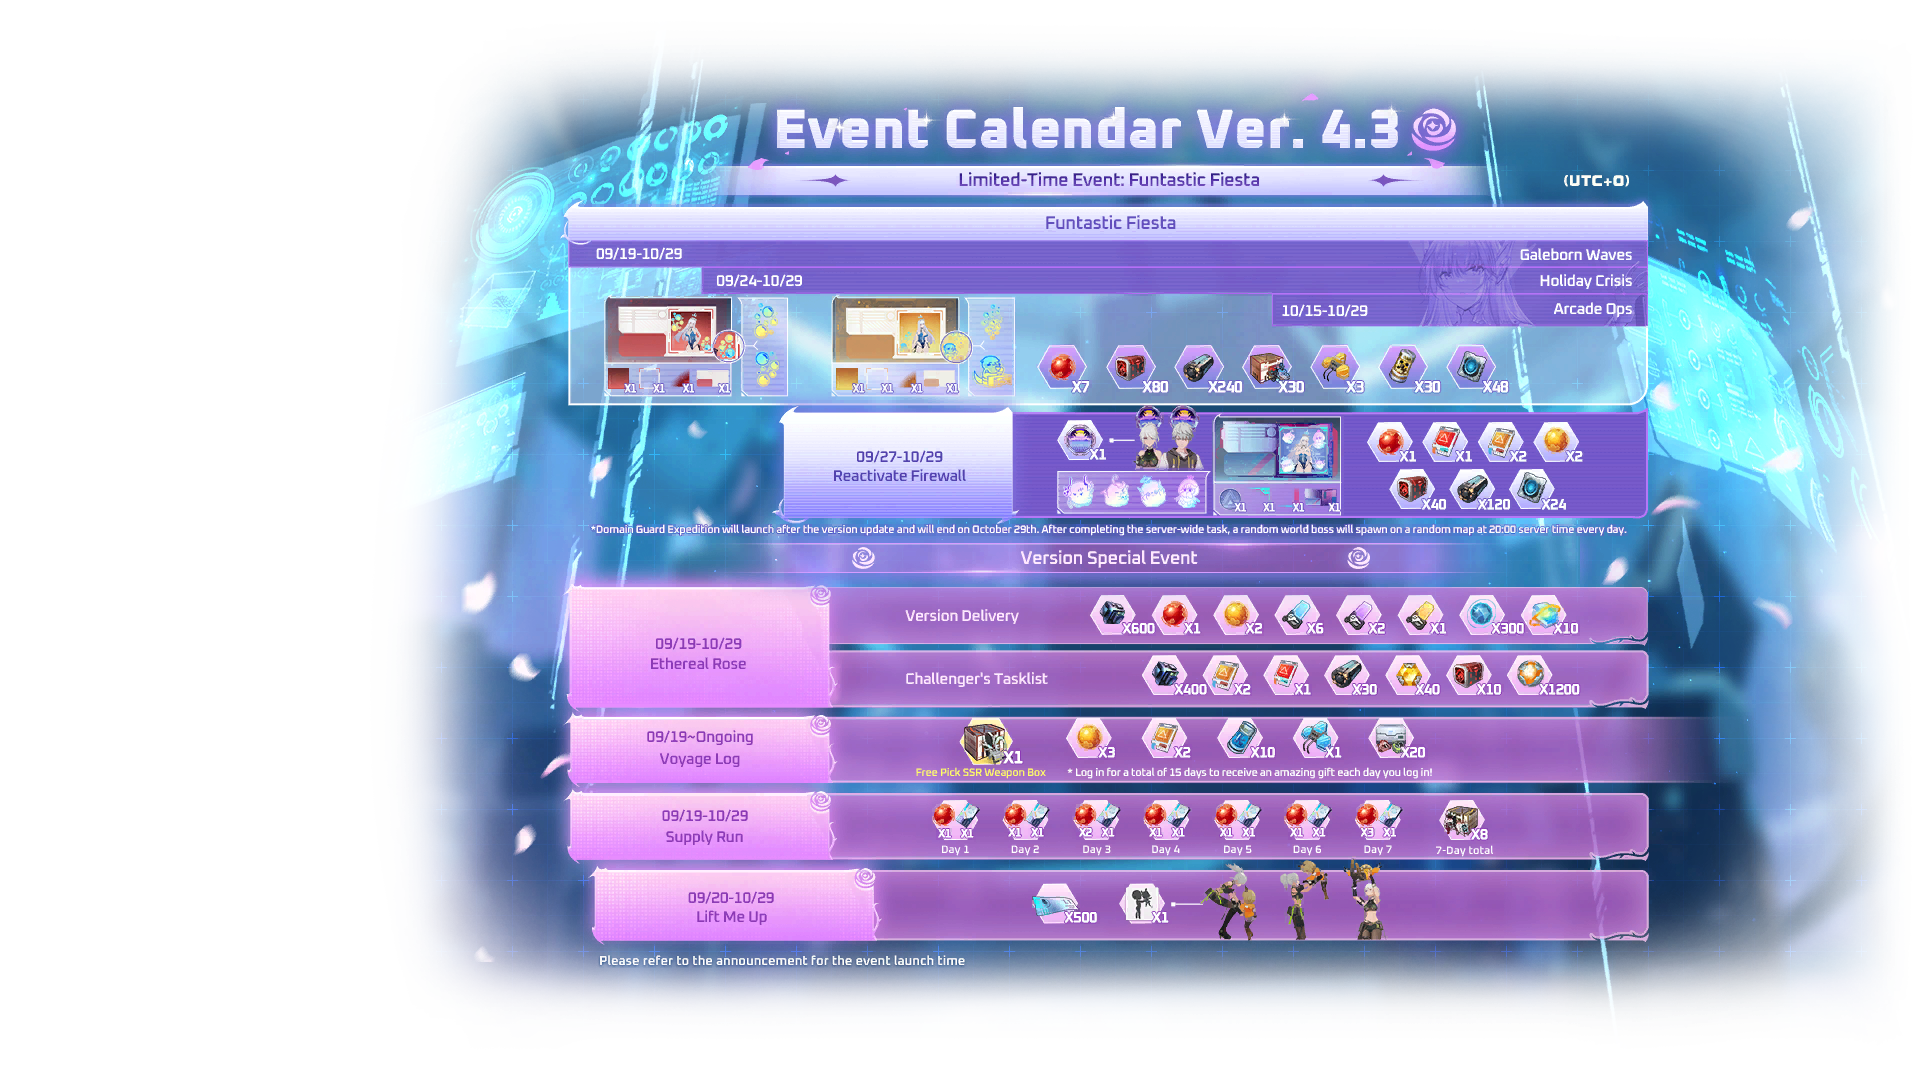 Event Calendar Ver. 4.3
Limited-Time Event: Funtastic Fiesta
(UTC+0)
Funtastic Fiesta
09/19-10/29 Galeborn Waves
09/24-10/29 Holiday Crisis
10/15-10/29 Arcade Ops
X1 X1 X1 X1 X1 X1 X1 X7 X80 X240 X30 X3 X30 X48
09/27-10/29
Reactivate Firewall
X1
X1 X1 X2 X2
X40 X120 X24
X1 X1 X1 X1
*Domain Guard Expedition will launch after the version update and will end on October 29th. After completing the server-wide task, a random world boss will spawn on a random map at 20:00 server time every day.
Version Special Event
09/19-10/29
Ethereal Rose
Version Delivery
X600 X1 X2 X6 X2 X1 X300 X10
Challenger's Tasklist
X400 X2 X1 X30 X40 X10 X1200
09/19~Ongoing
Voyage Log
X1 X3 X2 X10 X1 X20
Free Pick SSR Weapon Box
* Log in for a total of 15 days to receive an amazing gift each day you log in!
09/19-10/29
Supply Run
X1 X1 X1 X1 X2 X1 X1 X1 X1 X1 X1 X1 X3 X1 X8
Day 1 Day 2 Day 3 Day 4 Day 5 Day 6 Day 7 7-Day total
09/20-10/29
Lift Me Up
X500 X1
Please refer to the announcement for the event launch time